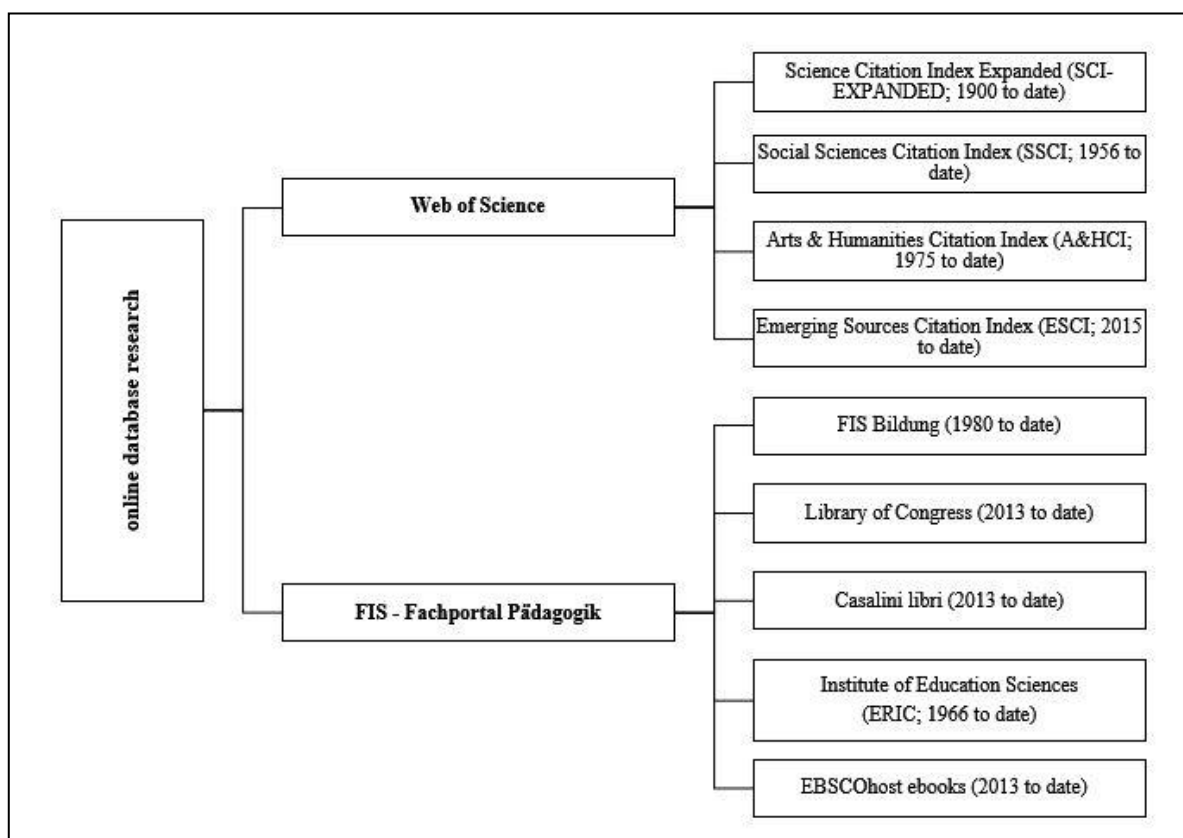 online database research
Web of Science
Science Citation Index Expanded (SCI-
EXPANDED; 1900 to date)
Social Sciences Citation Index (SSCI; 1956 to
date)
Arts & Humanities Citation Index (A&HCI;
1975 to date)
Emerging Sources Citation Index (ESCI; 2015
to date)
FIS - Fachportal Pädagogik
FIS Bildung (1980 to date)
Library of Congress (2013 to date)
Casalini libri (2013 to date)
Institute of Education Sciences
(ERIC; 1966 to date)
EBSCOhost ebooks (2013 to date)